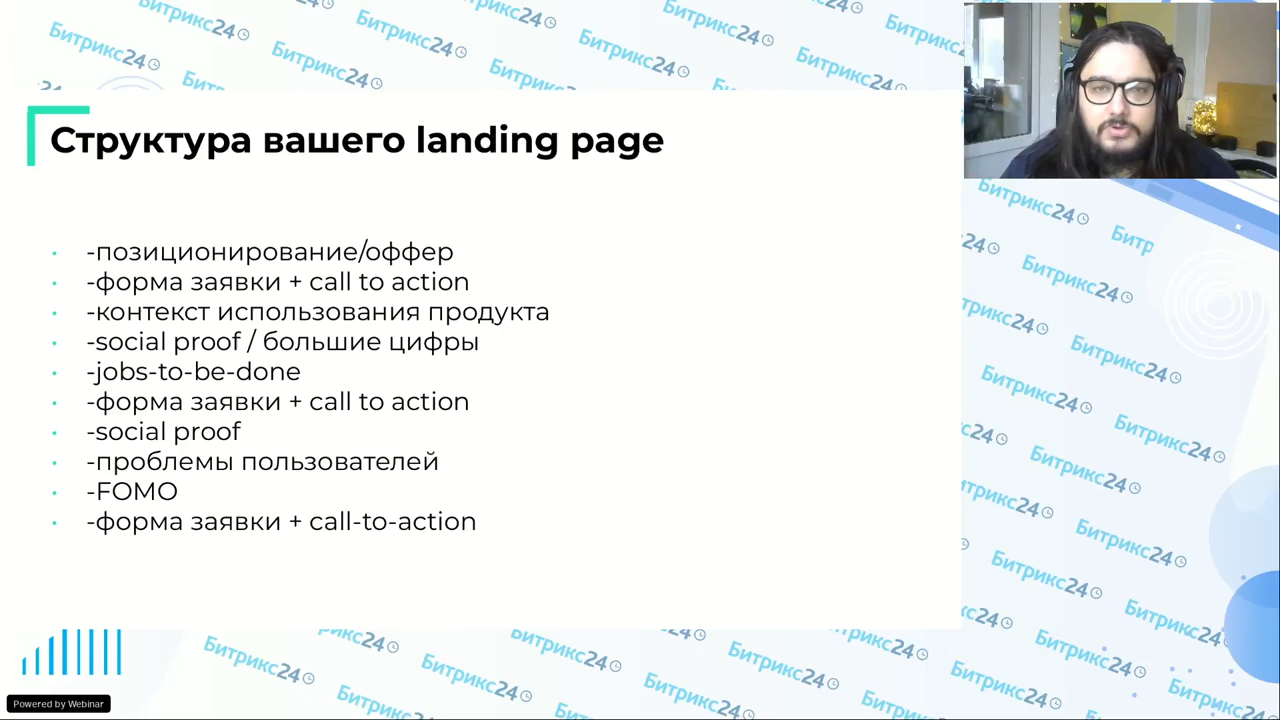 Структура вашего landing page
-позиционирование/оффер
-форма заявки + call to action
-контекст использования продукта
-social proof / большие цифры
-jobs-to-be-done
-форма заявки + call to action
-social proof
-проблемы пользователей
-FOMO
-форма заявки + call-to-action
Битрикс24
Powered by Webinar